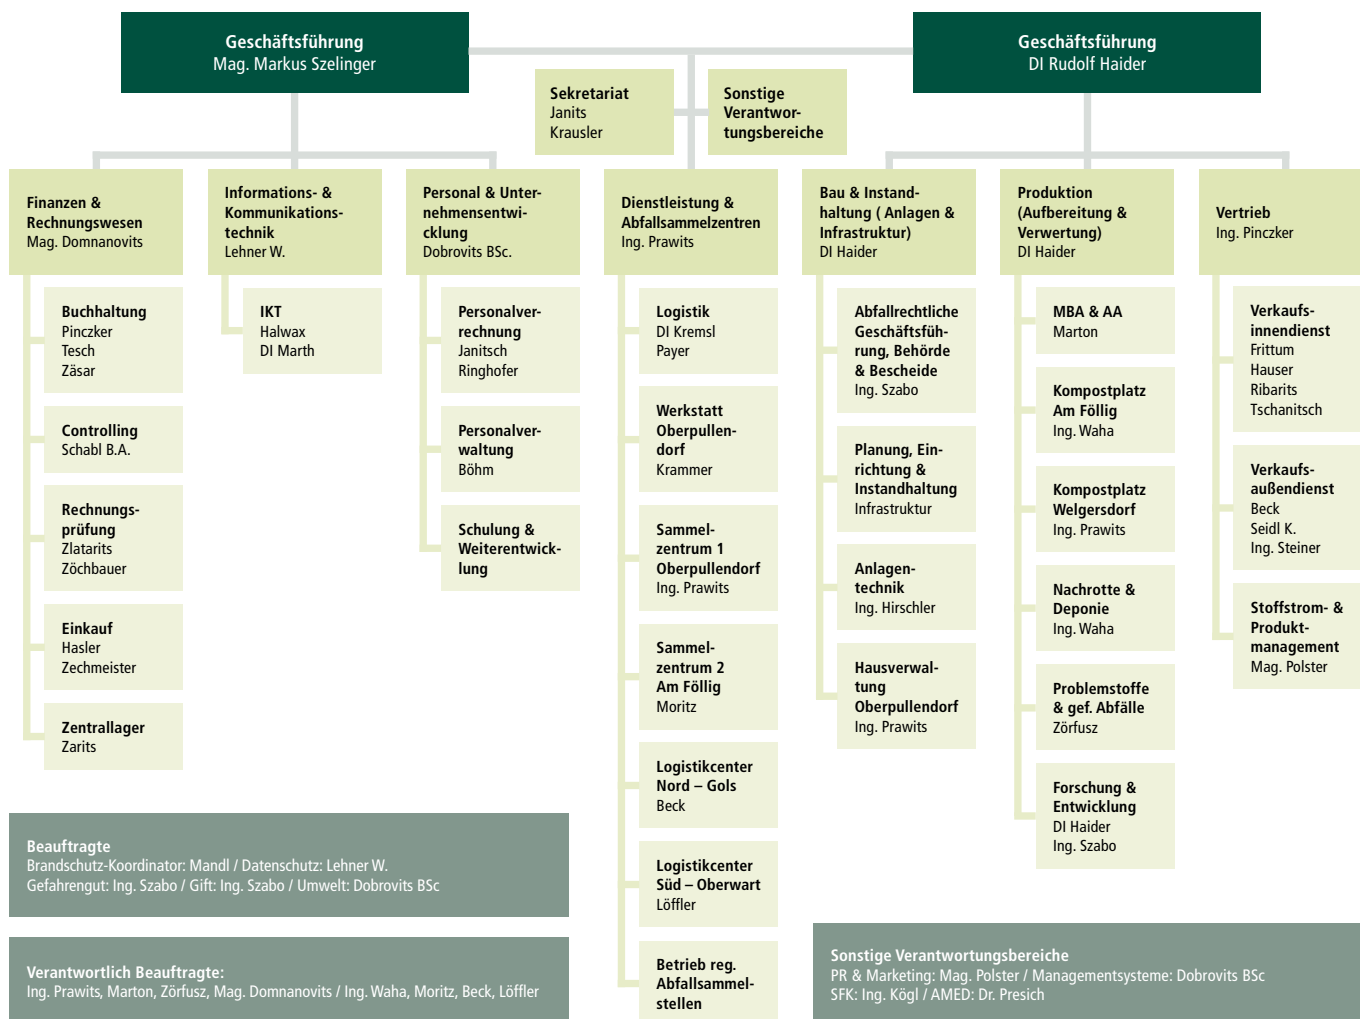 Geschäftsführung
Mag. Markus Szelinger
Geschäftsführung
DI Rudolf Haider
Sekretariat
Janits
Krausler
Sonstige
Verantwor-
tungsbereiche
Finanzen &
Rechnungswesen
Mag. Domnanovits
Buchhaltung
Pinczker
Tesch
Zäsar
Controlling
Schabl B.A.
Rechnungs-
prüfung
Zlatarits
Zöchbauer
Einkauf
Hasler
Zechmeister
Zentrallager
Zarits
Informations- &
Kommunikations-
technik
Lehner W.
IKT
Halwax
DI Marth
Personal & Unter-
nehmensentwi-
cklung
Dobrovits BSc.
Personalver-
rechnung
Janitsch
Ringhofer
Personalver-
waltung
Böhm
Schulung &
Weiterentwick-
lung
Dienstleistung &
Abfallsammelzentren
Ing. Prawits
Logistik
DI Kremsl
Payer
Werkstatt
Oberpullen-
dorf
Krammer
Sammel-
zentrum 1
Oberpullendorf
Ing. Prawits
Sammel-
zentrum 2
Am Föllig
Moritz
Logistikcenter
Nord – Gols
Beck
Logistikcenter
Süd – Oberwart
Löffler
Betrieb reg.
Abfallsammel-
stellen
Bau & Instand-
haltung ( Anlagen &
Infrastruktur)
DI Haider
Abfallrechtliche
Geschäftsfüh-
rung, Behörde
& Bescheide
Ing. Szabo
Planung, Ein-
richtung &
Instandhaltung
Infrastruktur
Anlagen-
technik
Ing. Hirschler
Hausverwal-
tung
Oberpullendorf
Ing. Prawits
Produktion
(Aufbereitung &
Verwertung)
DI Haider
MBA & AA
Marton
Kompostplatz
Am Föllig
Ing. Waha
Kompostplatz
Welgersdorf
Ing. Prawits
Nachrotte &
Deponie
Ing. Waha
Problemstoffe
& gef. Abfälle
Zörfusz
Forschung &
Entwicklung
DI Haider
Ing. Szabo
Vertrieb
Ing. Pinczker
Verkaufs-
innendienst
Frittum
Hauser
Ribarits
Tschanitsch
Verkaufs-
außendienst
Beck
Seidl K.
Ing. Steiner
Stoffstrom- &
Produkt-
management
Mag. Polster
Beauftragte
Brandschutz-Koordinator: Mandl / Datenschutz: Lehner W.
Gefahrengut: Ing. Szabo / Gift: Ing. Szabo / Umwelt: Dobrovits BSc
Verantwortlich Beauftragte:
Ing. Prawits, Marton, Zörfusz, Mag. Domnanovits / Ing. Waha, Moritz, Beck, Löffler
Sonstige Verantwortungsbereiche
PR & Marketing: Mag. Polster / Managementsysteme: Dobrovits BSc
SFK: Ing. Kögl / AMED: Dr. Presich